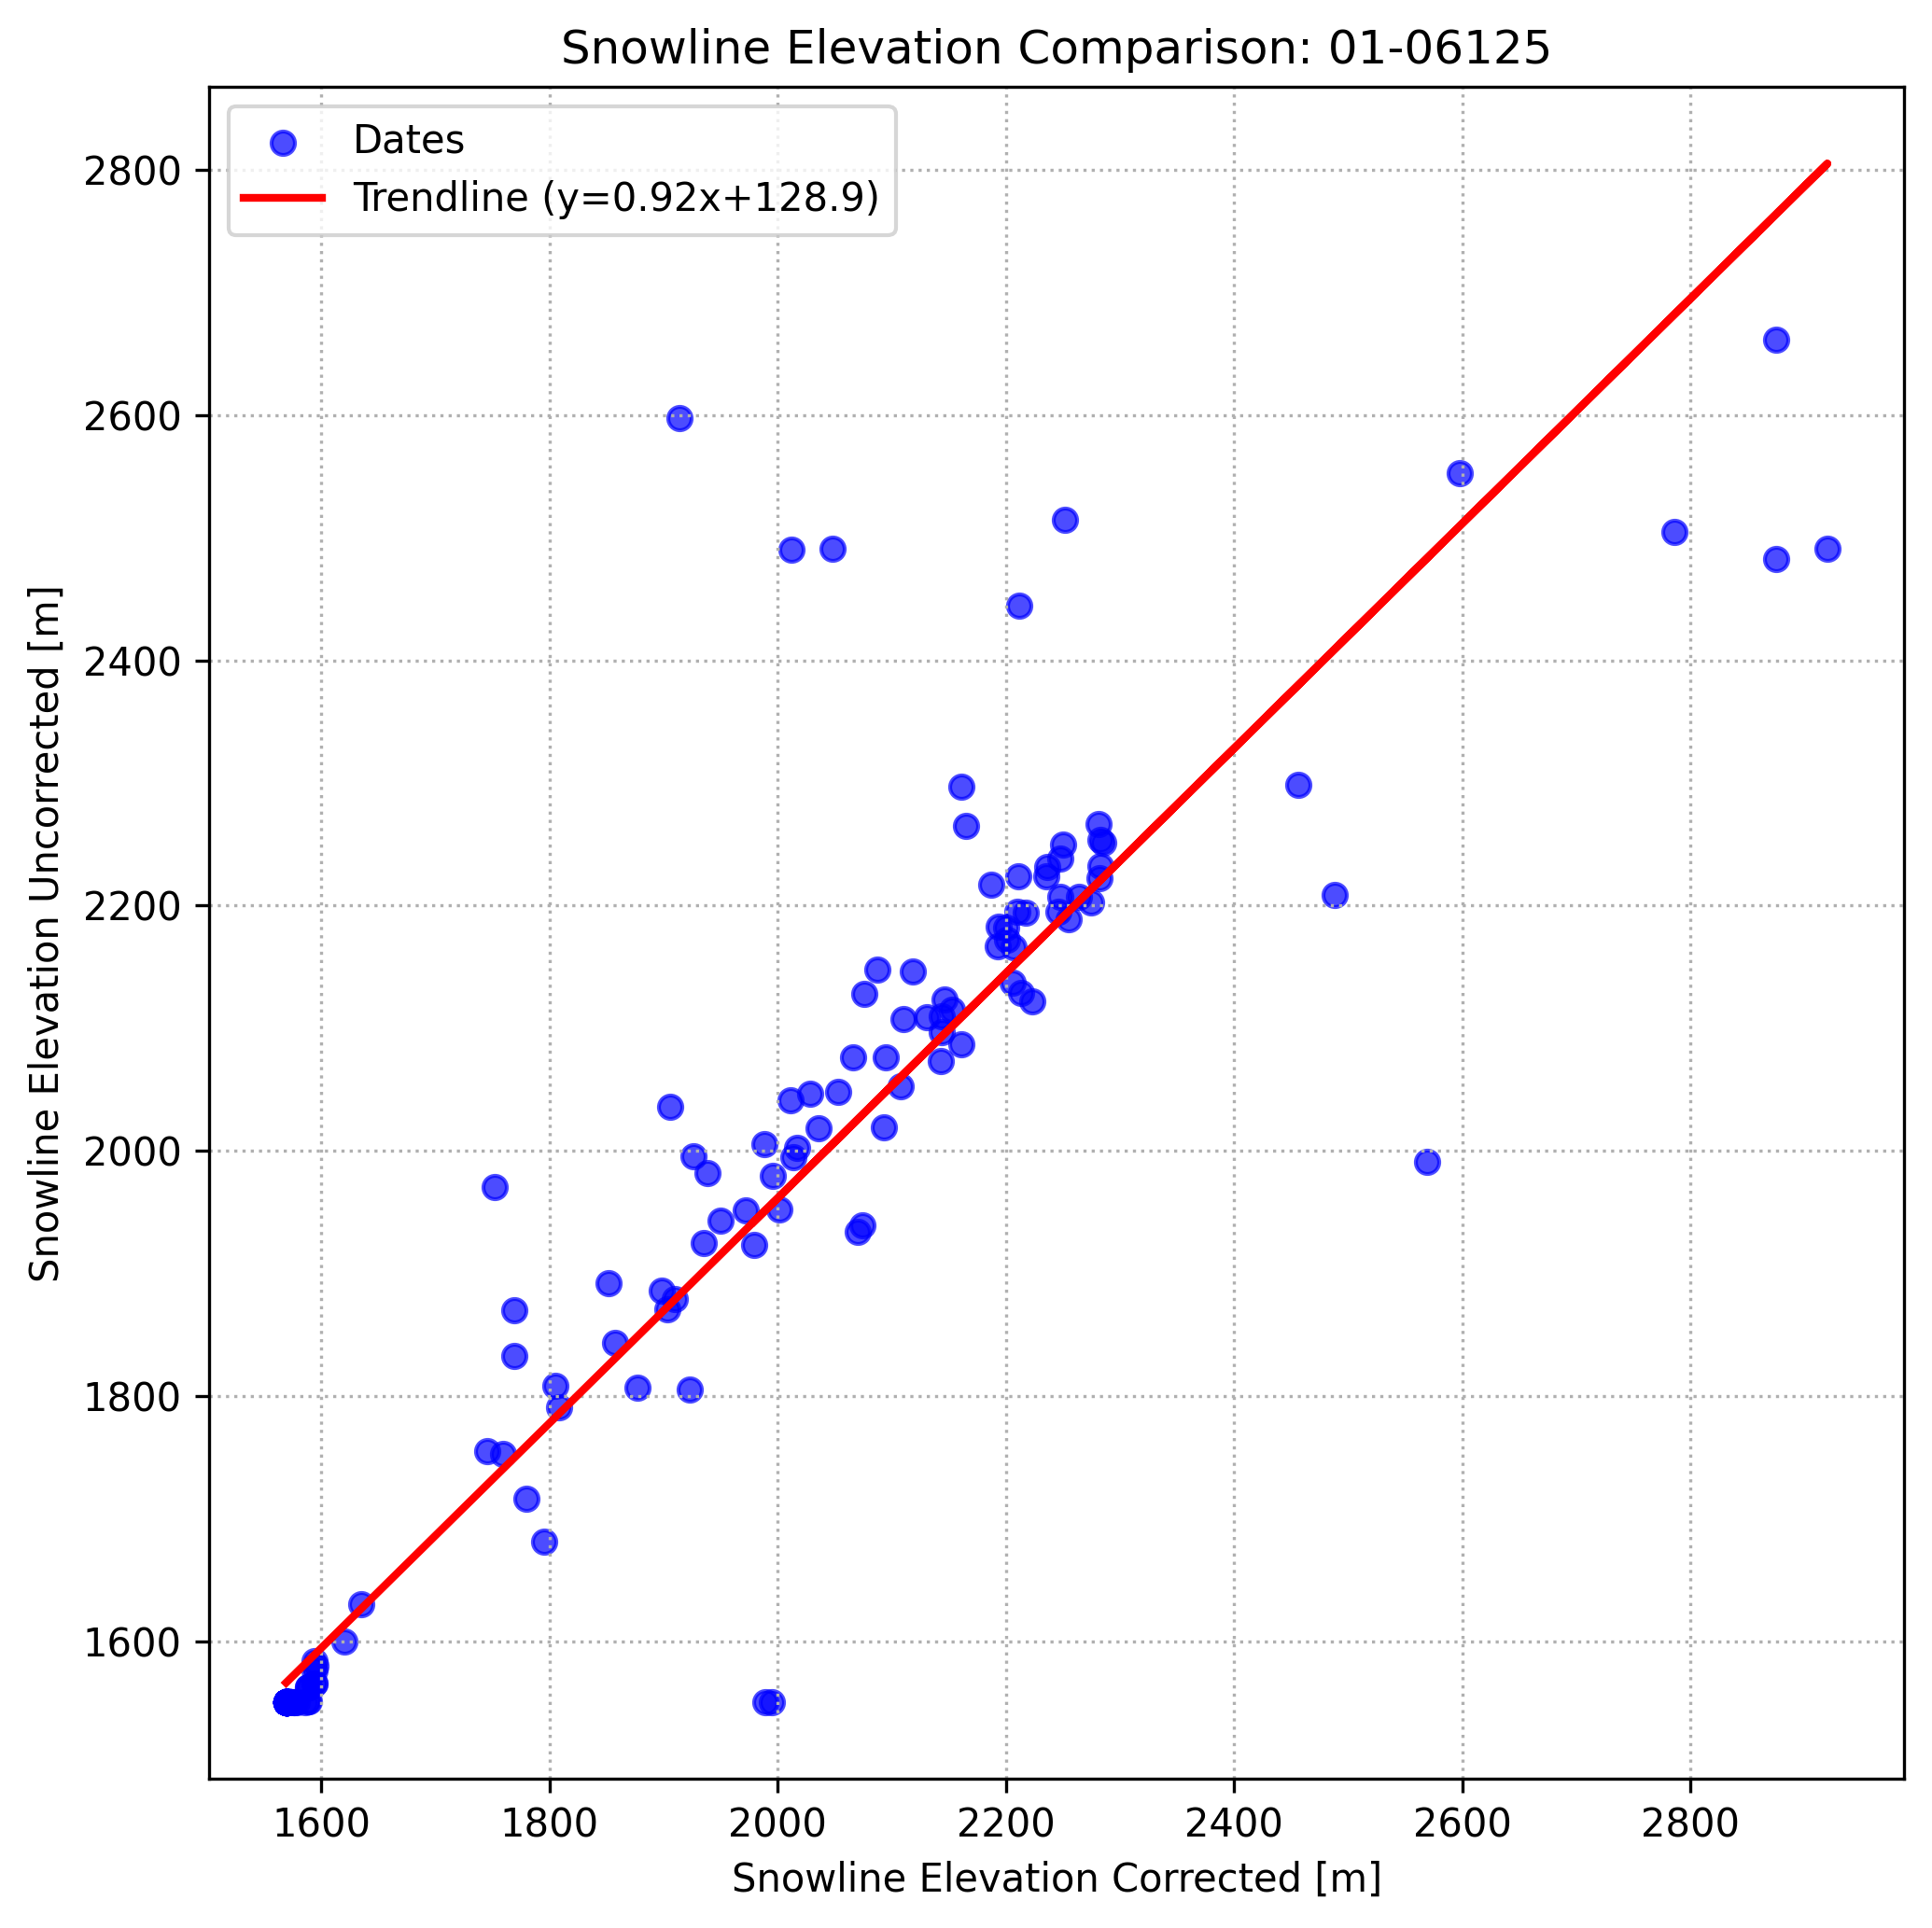 Snowline Elevation Comparison: 01-06125
Dates
Trendline (y=0.92x+128.9)
Snowline Elevation Uncorrected [m]
2800
2600
2400
2200
2000
1800
1600
1600 1800 2000 2200 2400 2600 2800
Snowline Elevation Corrected [m]